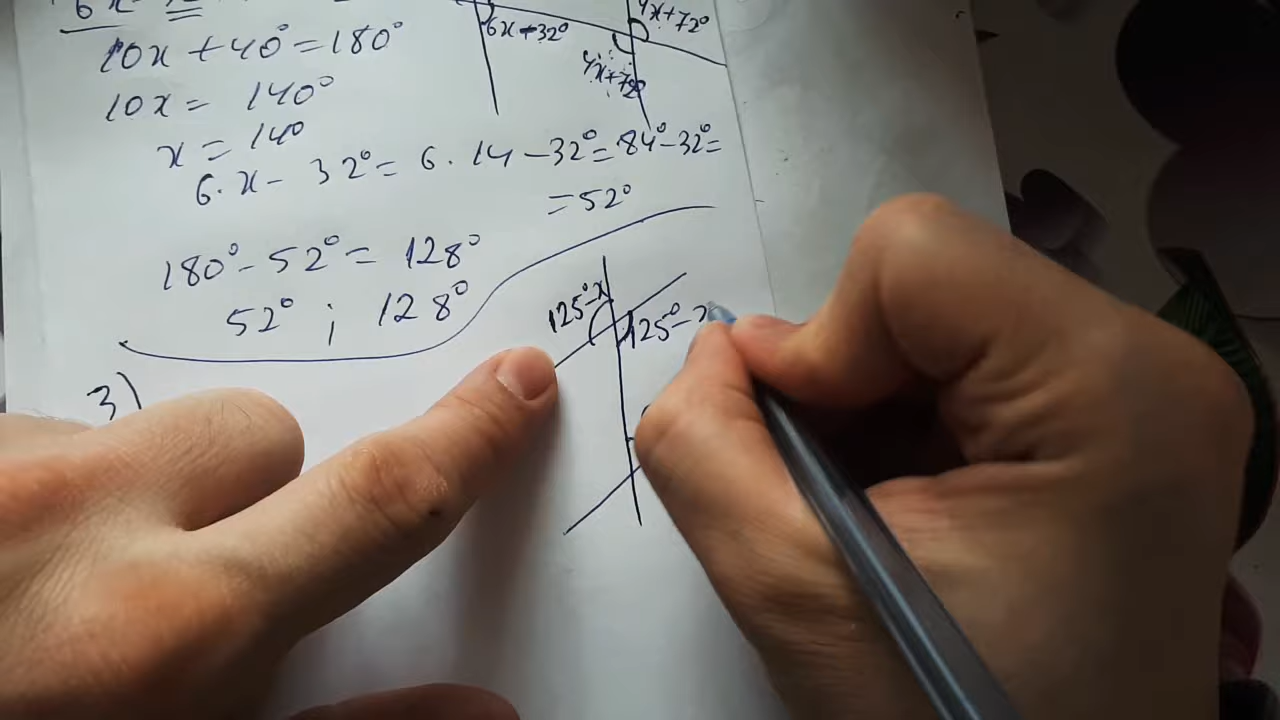 10x + 40° = 180°
10x = 140°
x = 14°
6·x - 32° = 6·14 - 32° = 84° - 32° =
= 52°
180° - 52° = 128°
52° ; 128°
3)
6x - 32°
4x + 72°
4x + 72°
125° - x
125° -